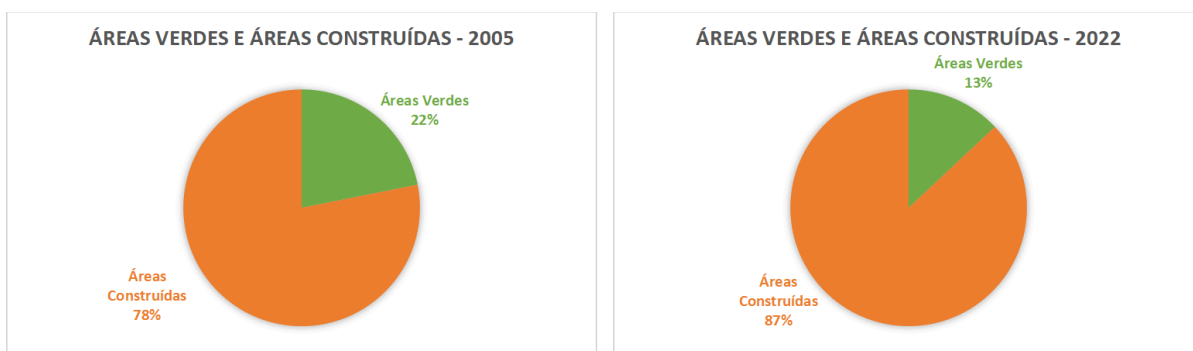 ÁREAS VERDES E ÁREAS CONSTRUÍDAS - 2005
Áreas Verdes
22%
Áreas
Construídas
78%
ÁREAS VERDES E ÁREAS CONSTRUÍDAS - 2022
Áreas Verdes
13%
Áreas
Construídas
87%